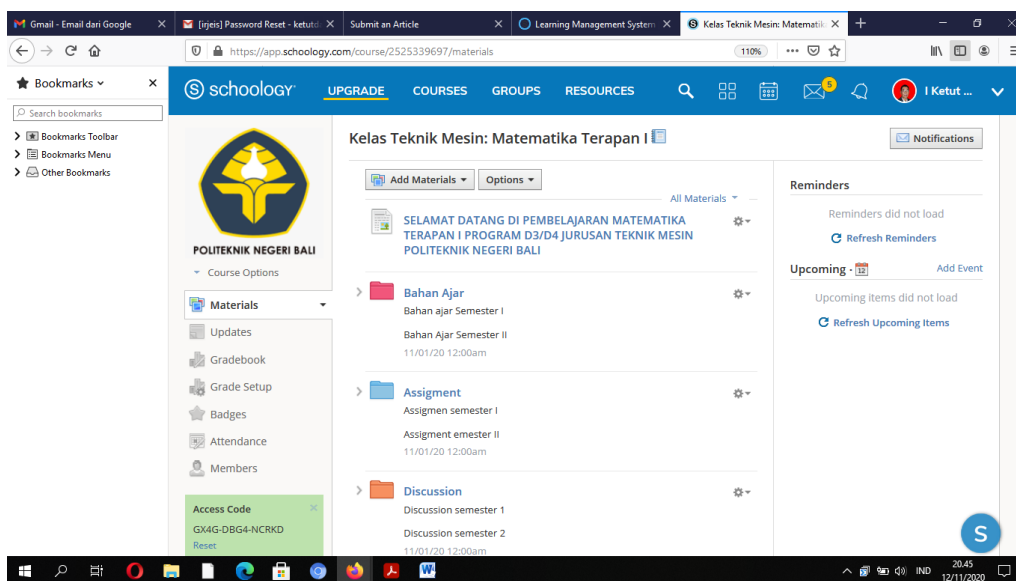 Gmail - Email dari Google
[irjeis] Password Reset - ketutd
Submit an Article
Learning Management System
Kelas Teknik Mesin: Matematik
https://app.schoology.com/course/2525339697/materials
110%
Bookmarks
Search bookmarks
Bookmarks Toolbar
Bookmarks Menu
Other Bookmarks
S schoology
UPGRADE
COURSES
GROUPS
RESOURCES
5
I Ketut ...
POLITEKNIK NEGERI BALI
Course Options
Materials
Updates
Gradebook
Grade Setup
Badges
Attendance
Members
Access Code
GX4G-DBG4-NCRKD
Reset
Kelas Teknik Mesin: Matematika Terapan I
Notifications
Add Materials
Options
All Materials
SELAMAT DATANG DI PEMBELAJARAN MATEMATIKA
TERAPAN I PROGRAM D3/D4 JURUSAN TEKNIK MESIN
POLITEKNIK NEGERI BALI
Bahan Ajar
Bahan ajar Semester I
Bahan Ajar Semester II
11/01/20 12:00am
Assigment
Assigmen semester I
Assigment emester II
11/01/20 12:00am
Discussion
Discussion semester 1
Discussion semester 2
11/01/20 12:00am
Reminders
Reminders did not load
Refresh Reminders
Upcoming · 12
Add Event
Upcoming items did not load
Refresh Upcoming Items
S
IND
20.45
12/11/2020